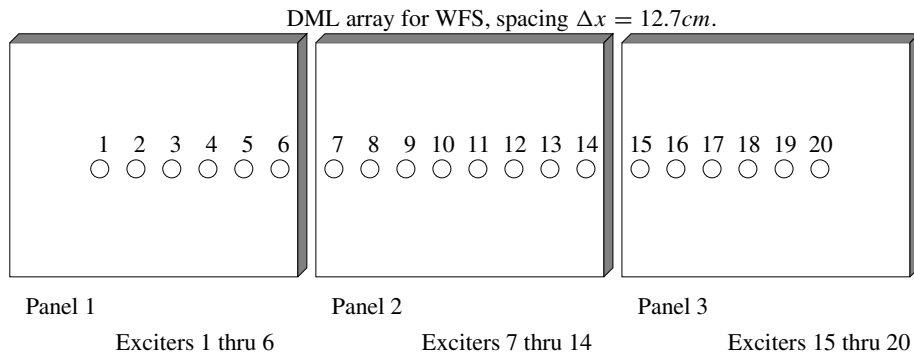 DML array for WFS, spacing Δx = 12.7cm.
1 2 3 4 5 6 7 8 9 10 11 12 13 14 15 16 17 18 19 20
Panel 1 Panel 2 Panel 3
Exciters 1 thru 6 Exciters 7 thru 14 Exciters 15 thru 20